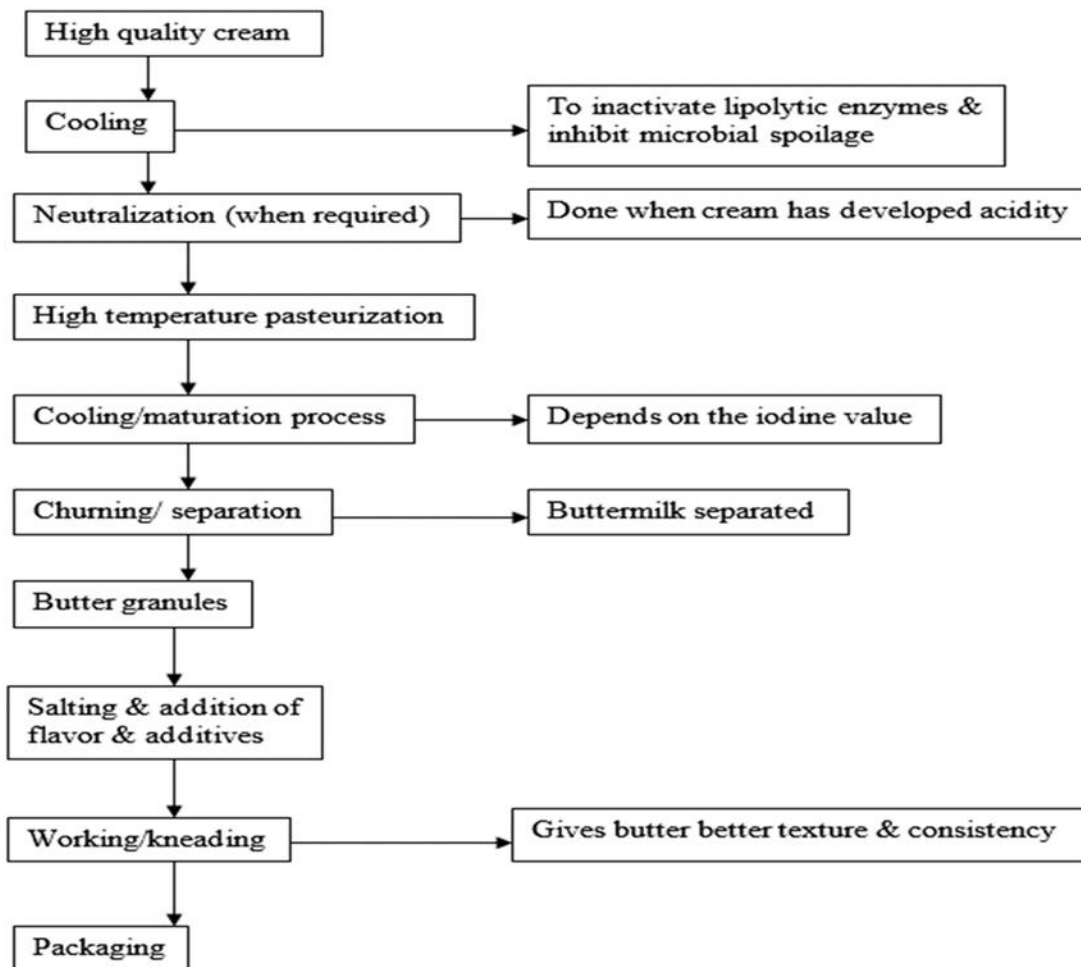 High quality cream
Cooling
To inactivate lipolytic enzymes &
inhibit microbial spoilage
Neutralization (when required)
Done when cream has developed acidity
High temperature pasteurization
Cooling/maturation process
Depends on the iodine value
Churning/ separation
Buttermilk separated
Butter granules
Salting & addition of
flavor & additives
Working/kneading
Gives butter better texture & consistency
Packaging